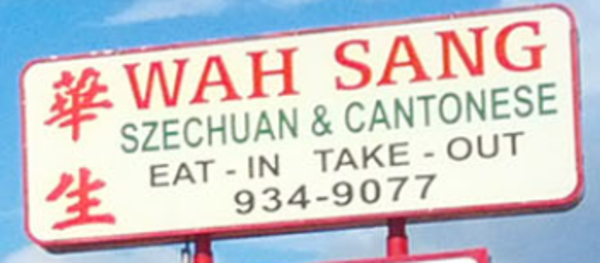 華生
WAH SANG
SZECHUAN & CANTONESE
EAT - IN TAKE - OUT
934-9077